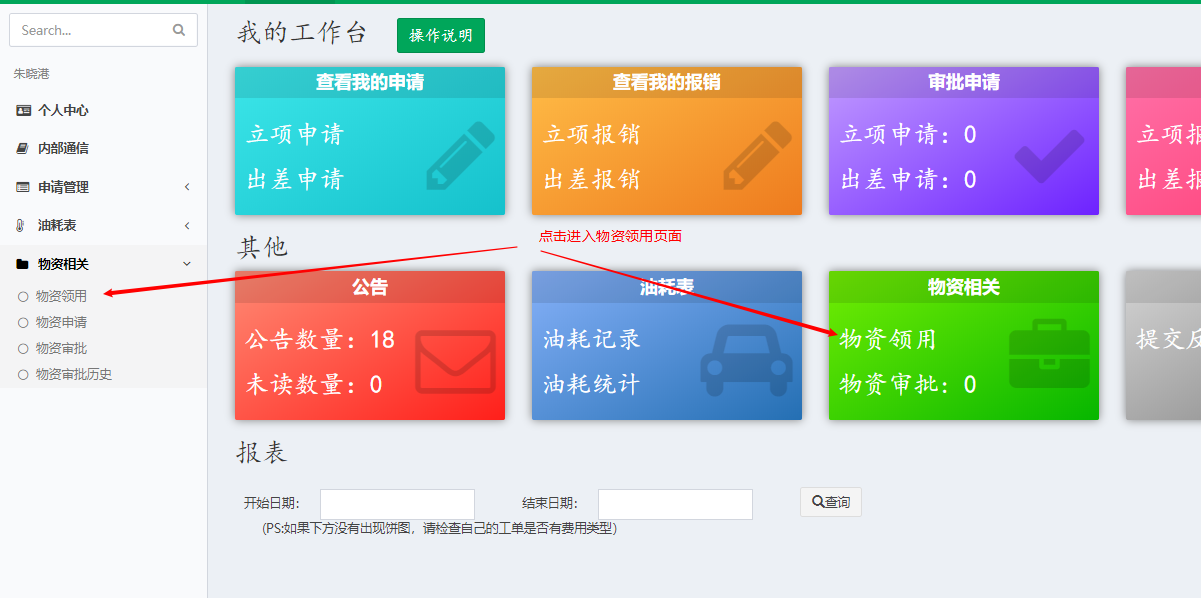 Search...
朱晓港
个人中心
内部通信
申请管理
油耗表
物资相关
物资领用
物资申请
物资审批
物资审批历史
我的工作台
操作说明
查看我的申请
立项申请
出差申请
查看我的报销
立项报销
出差报销
审批申请
立项申请：0
出差申请：0
立项报
出差报
其他
点击进入物资领用页面
公告
公告数量：18
未读数量：0
油耗表
油耗记录
油耗统计
物资相关
物资领用
物资审批：0
提交反
报表
开始日期：
结束日期：
查询
(PS:如果下方没有出现饼图，请检查自己的工单是否有费用类型)